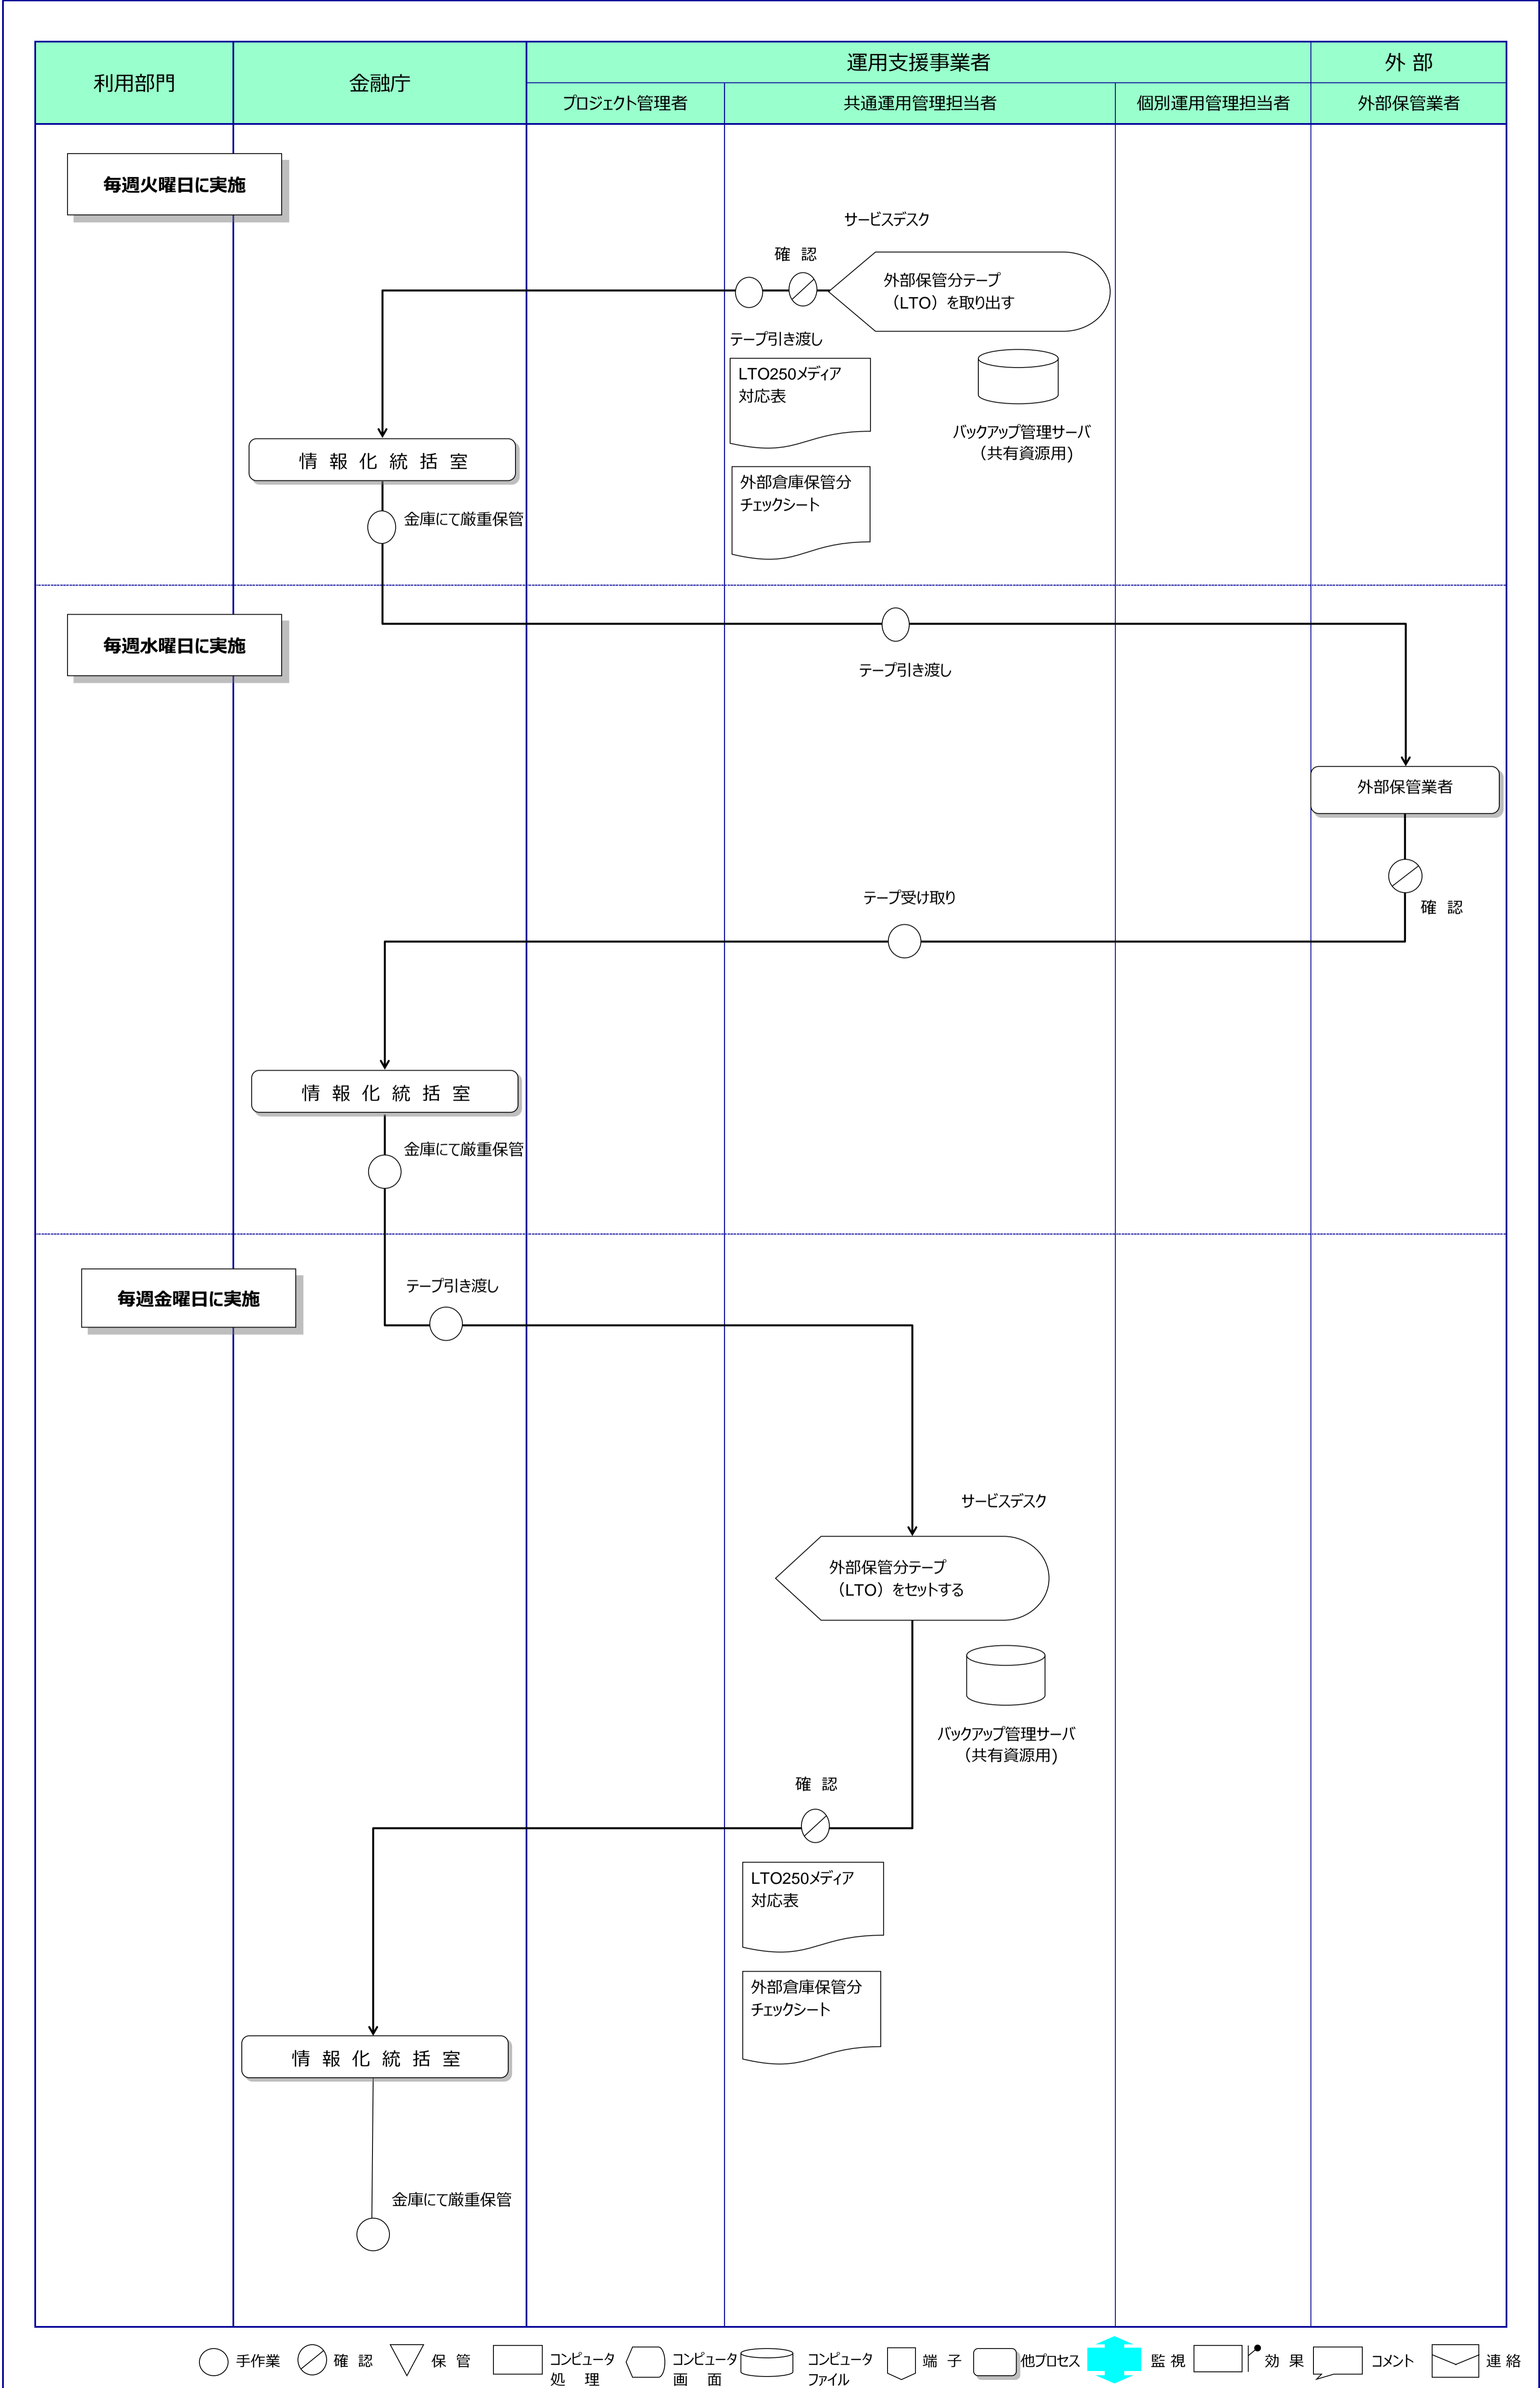 利用部門
金融庁
運用支援事業者
外 部
プロジェクト管理者
共通運用管理担当者
個別運用管理担当者
外部保管業者
毎週火曜日に実施
サービスデスク
確 認
外部保管分テープ
（LTO）を取り出す
テープ引き渡し
LTO250メディア
対応表
バックアップ管理サーバ
（共有資源用）
情 報 化 統 括 室
外部倉庫保管分
チェックシート
金庫にて厳重保管
毎週水曜日に実施
テープ引き渡し
外部保管業者
確 認
テープ受け取り
情 報 化 統 括 室
金庫にて厳重保管
毎週金曜日に実施
テープ引き渡し
サービスデスク
外部保管分テープ
（LTO）をセットする
バックアップ管理サーバ
（共有資源用）
確 認
LTO250メディア
対応表
外部倉庫保管分
チェックシート
情 報 化 統 括 室
金庫にて厳重保管
手作業
確 認
保 管
コンピュータ
処 理
コンピュータ
画 面
コンピュータ
ファイル
端 子
他プロセス
監 視
効 果
コメント
連 絡